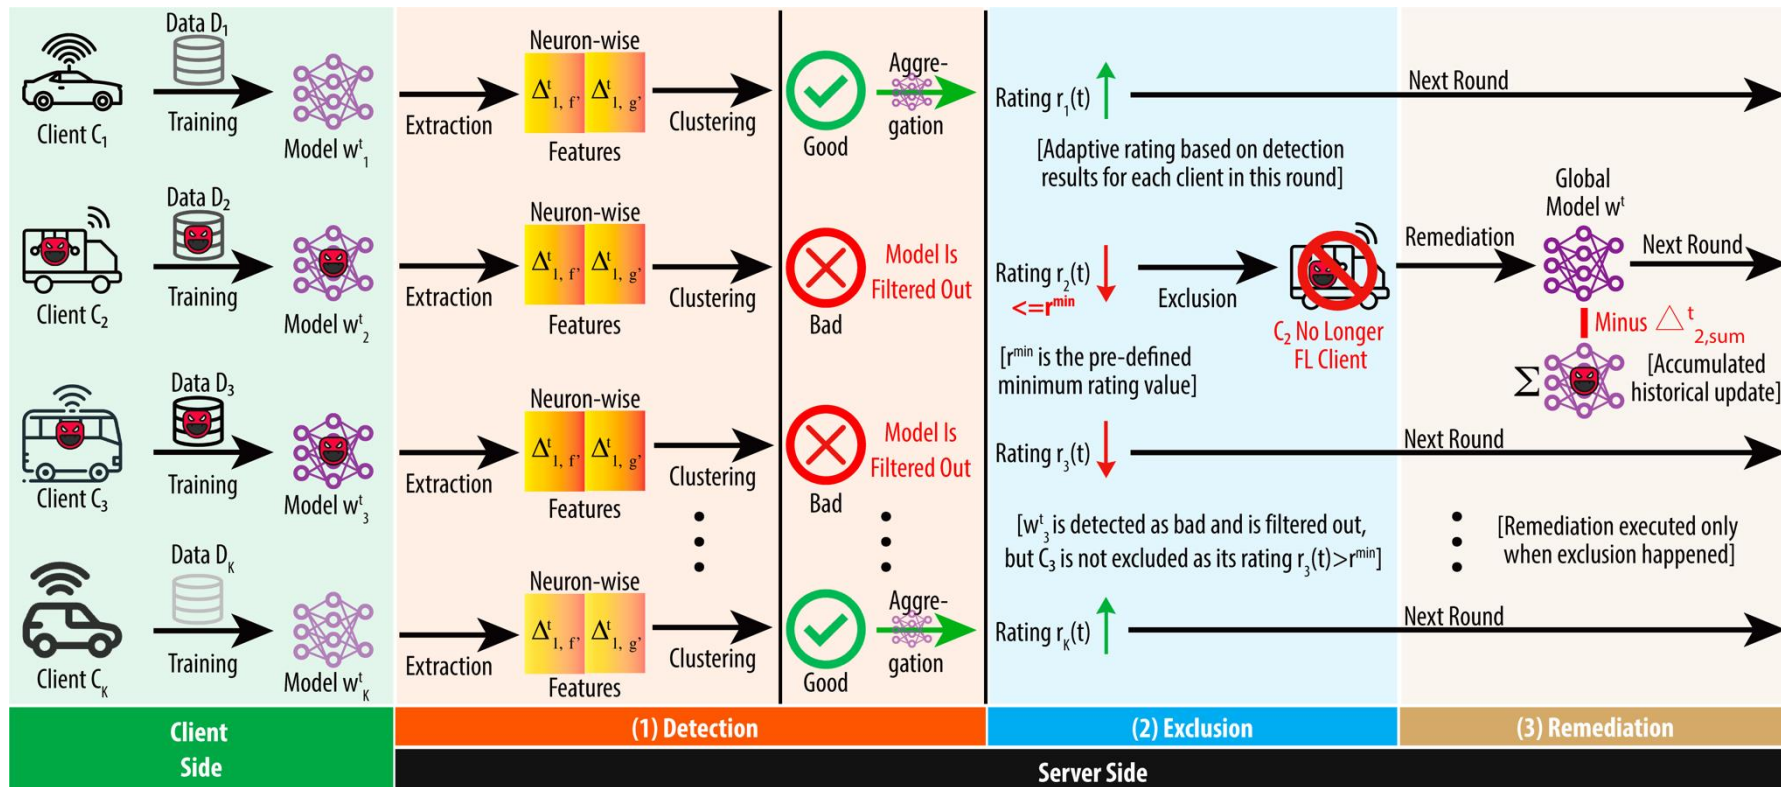 Data D₁
Training
Client C₁
Model wᵗ₁
Extraction
Neuron-wise
Δᵗ₁, f' Δᵗ₁, g'
Features
Clustering
Good
Aggre-
gation
Rating r₁(t)
Next Round
[Adaptive rating based on detection
results for each client in this round]
Data D₂
Training
Client C₂
Model wᵗ₂
Extraction
Neuron-wise
Δᵗ₁, f' Δᵗ₁, g'
Features
Clustering
Bad
Model Is
Filtered Out
Rating r₂(t)
<=rᵐⁱⁿ
Exclusion
C₂ No Longer
FL Client
[rᵐⁱⁿ is the pre-defined
minimum rating value]
Remediation
Global
Model wᵗ
Next Round
Minus △ᵗ₂,sum
Σ
[Accumulated
historical update]
Data D₃
Training
Client C₃
Model wᵗ₃
Extraction
Neuron-wise
Δᵗ₁, f' Δᵗ₁, g'
Features
Clustering
Bad
Model Is
Filtered Out
Rating r₃(t)
Next Round
[wᵗ₃ is detected as bad and is filtered out,
but C₃ is not excluded as its rating r₃(t)>rᵐⁱⁿ]
[Remediation executed only
when exclusion happened]
Data D_K
Training
Client C_K
Model wᵗ_K
Extraction
Neuron-wise
Δᵗ₁, f' Δᵗ₁, g'
Features
Clustering
Good
Aggre-
gation
Rating r_K(t)
Next Round
Client
Side
(1) Detection
(2) Exclusion
(3) Remediation
Server Side